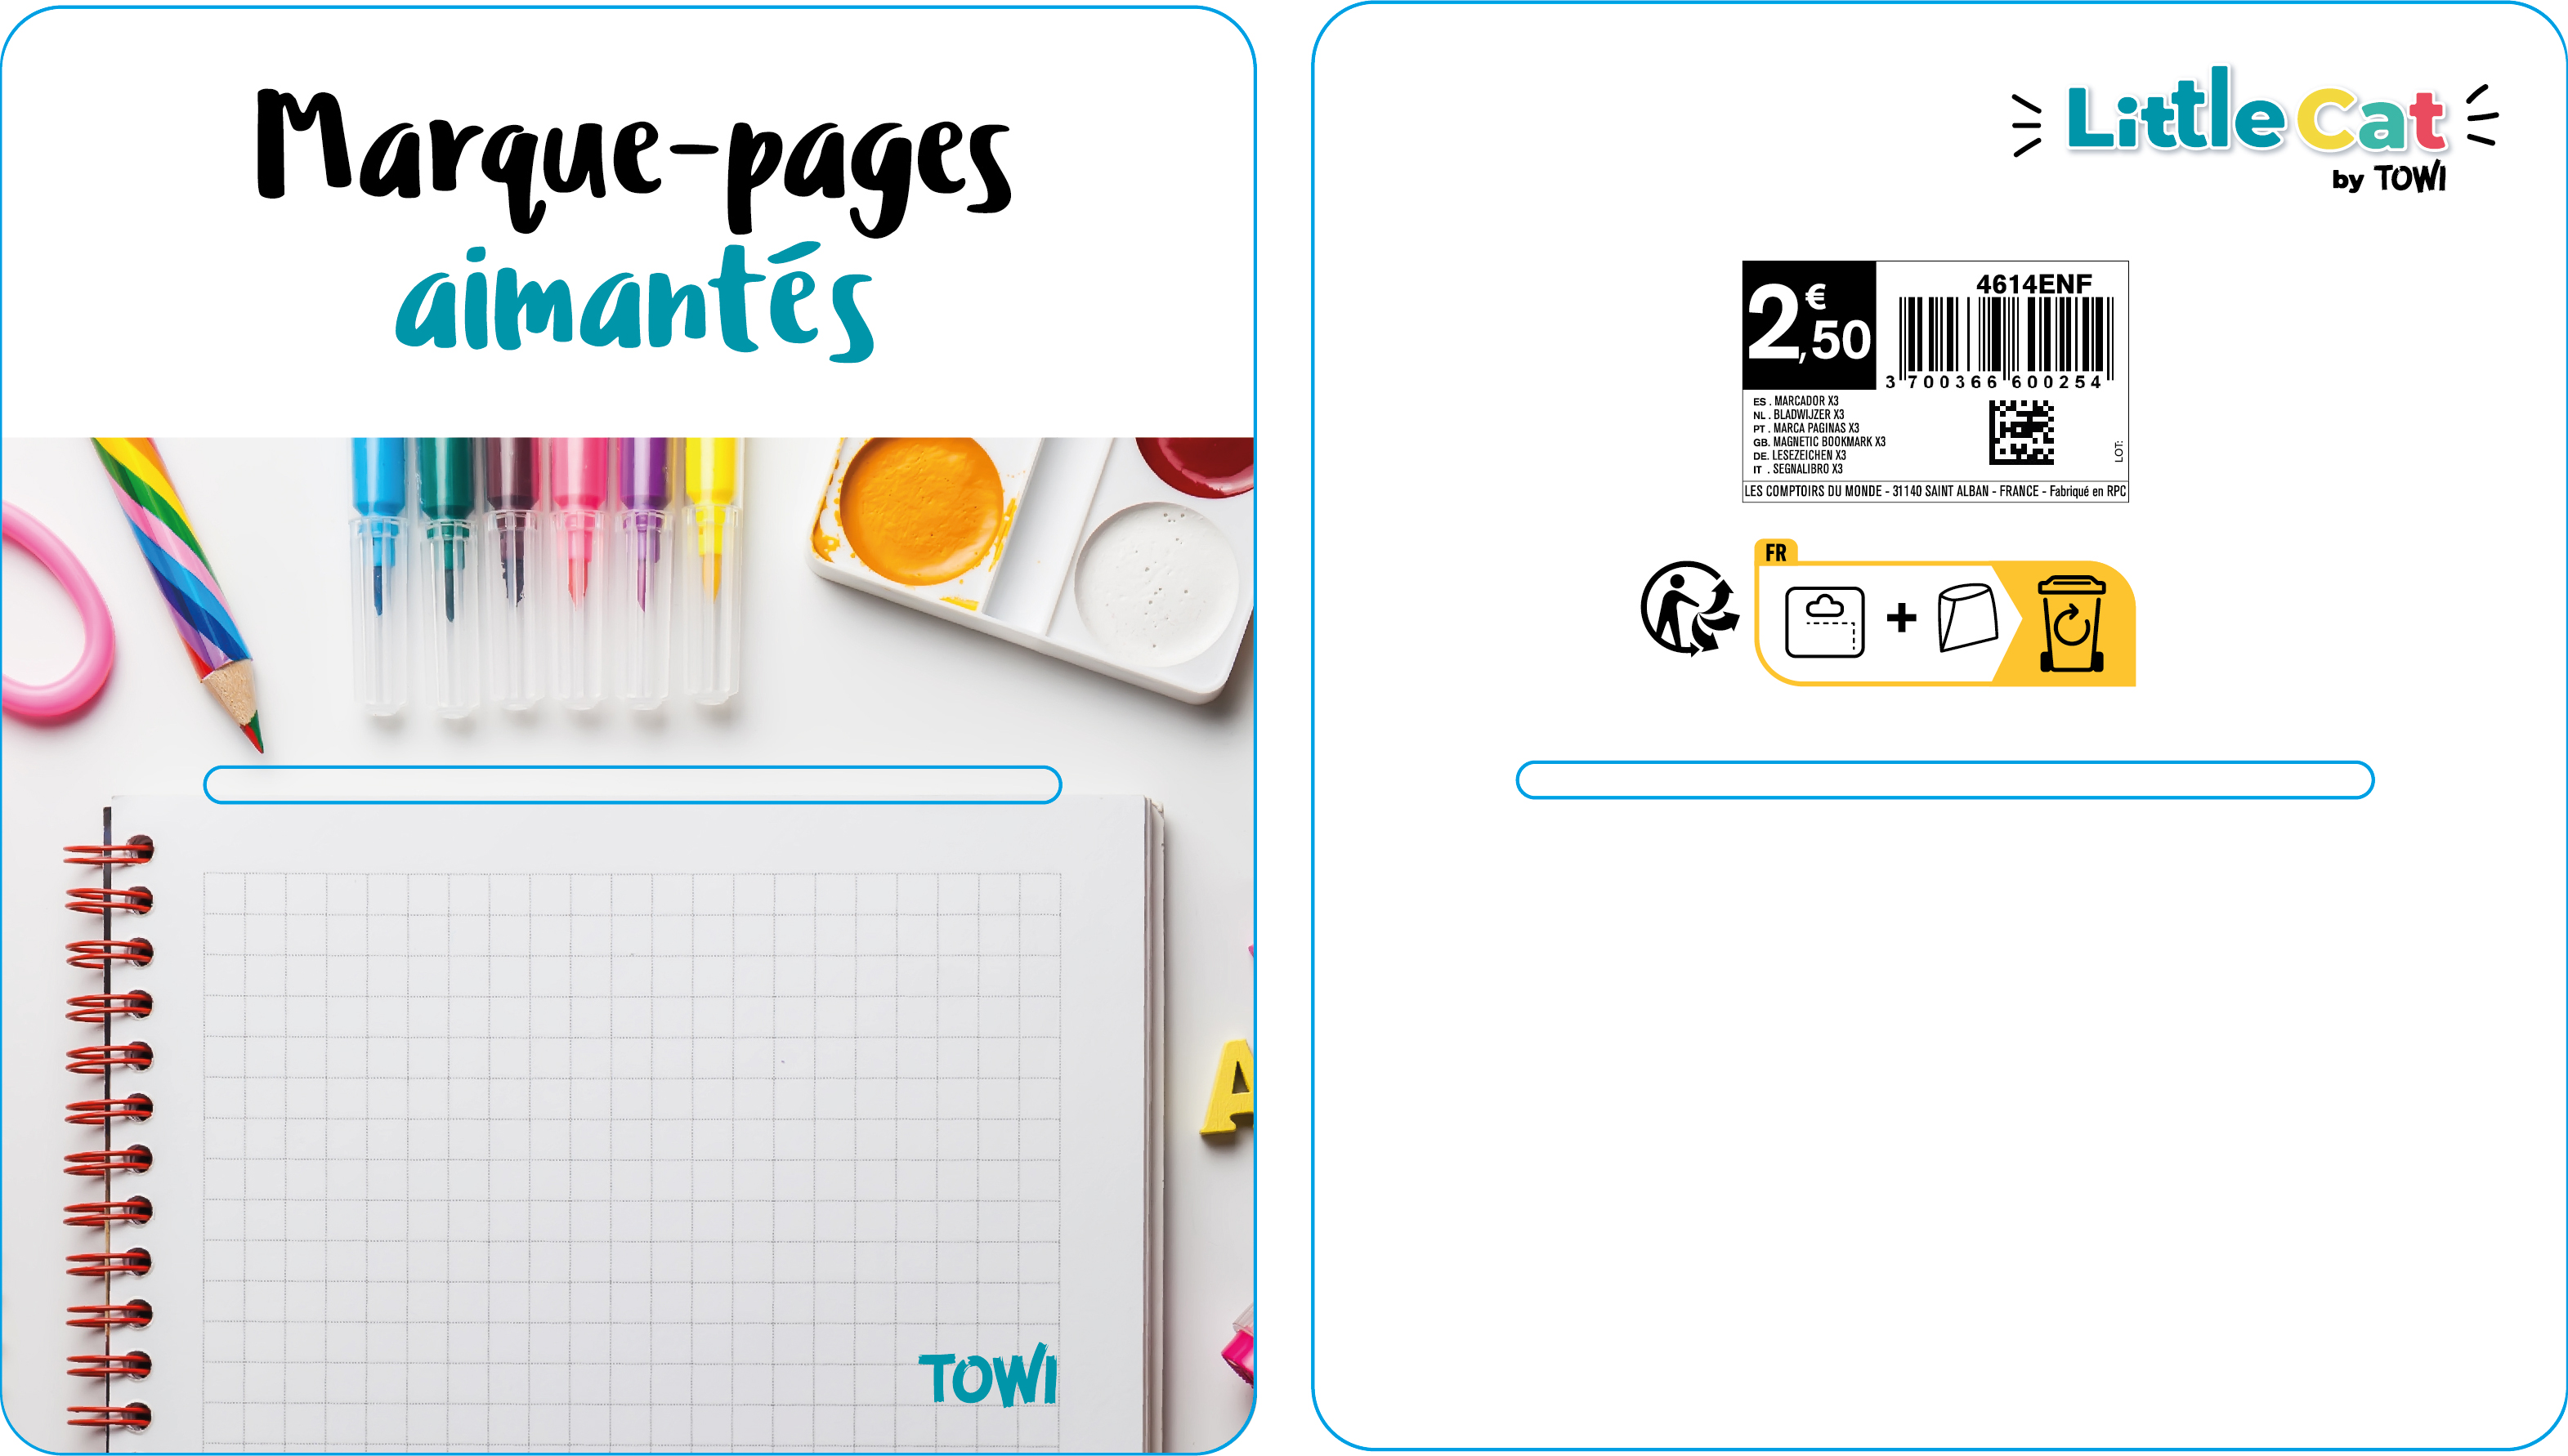 Marque-pages
aimantés
A
TOWI
Little Cat
by TOWI
2€,50
4614ENF
3 700366 600254
ES . MARCADOR X3
NL . BLADWIJZER X3
PT . MARCA PAGINAS X3
GB. MAGNETIC BOOKMARK X3
DE. LESEZEICHEN X3
IT . SEGNALIBRO X3
LOT:
LES COMPTOIRS DU MONDE - 31140 SAINT ALBAN - FRANCE - Fabriqué en RPC
FR
+